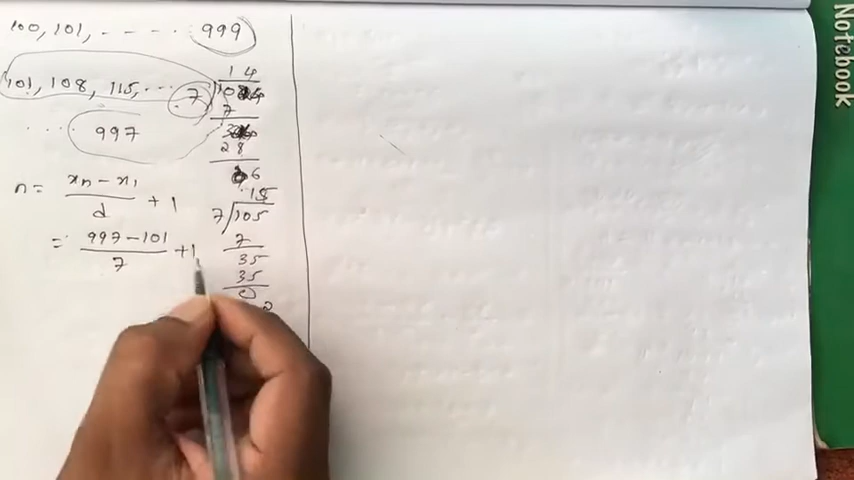 100, 101, ..... 999
101, 108, 115, ...
.... 997
n = xn - x1 / d + 1
= 997 - 101 / 7 + 1
14
7
7
28
6
15
7/105
7
35
35
0
Notebook